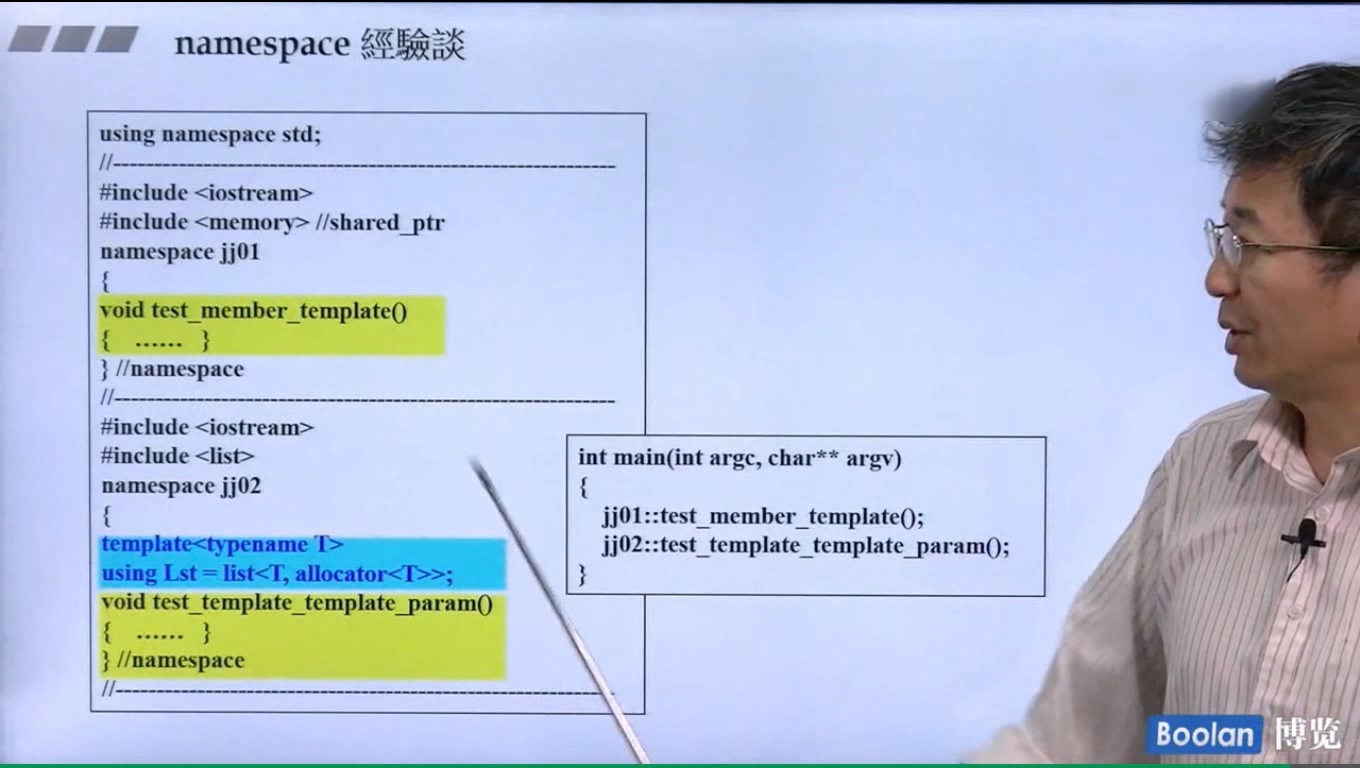 namespace 經驗談
using namespace std;
//----------------------------------------------------------------
#include <iostream>
#include <memory> //shared_ptr
namespace jj01
{
void test_member_template()
{ ...... }
} //namespace
//----------------------------------------------------------------
#include <iostream>
#include <list>
namespace jj02
{
template<typename T>
using Lst = list<T, allocator<T>>;
void test_template_template_param()
{ ...... }
} //namespace
//----------------------------------------------------------------
int main(int argc, char** argv)
{
jj01::test_member_template();
jj02::test_template_template_param();
}
Boolan 博览